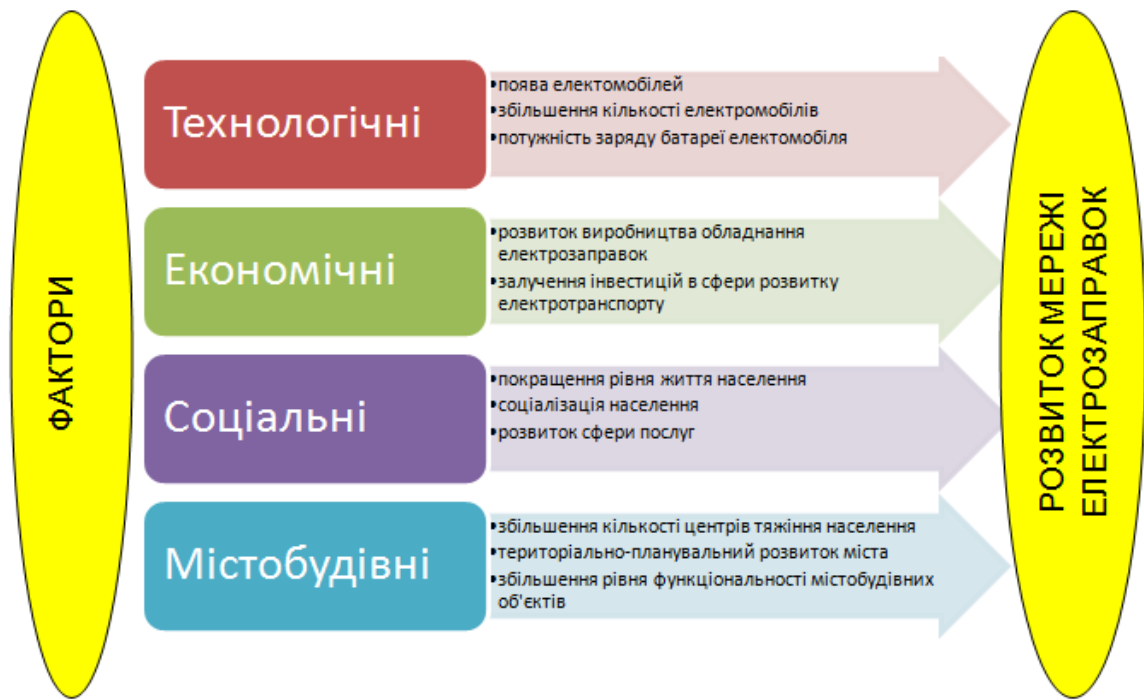 ФАКТОРИ
Технологічні
•поява електомобілей
•збільшення кількості електромобілів
•потужність заряду батареї електомобіля
Економічні
•розвиток виробництва обладнання
електрозаправок
•залучення інвестицій в сфери розвитку
електротранспорту
Соціальні
•покращення рівня життя населення
•соціалізація населення
•розвиток сфери послуг
Містобудівні
•збільшення кількості центрів тяжіння населення
•територіально-планувальний розвиток міста
•збільшення рівня функціональності містобудівних
об'єктів
РОЗВИТОК МЕРЕЖІ
ЕЛЕКТРОЗАПРАВОК